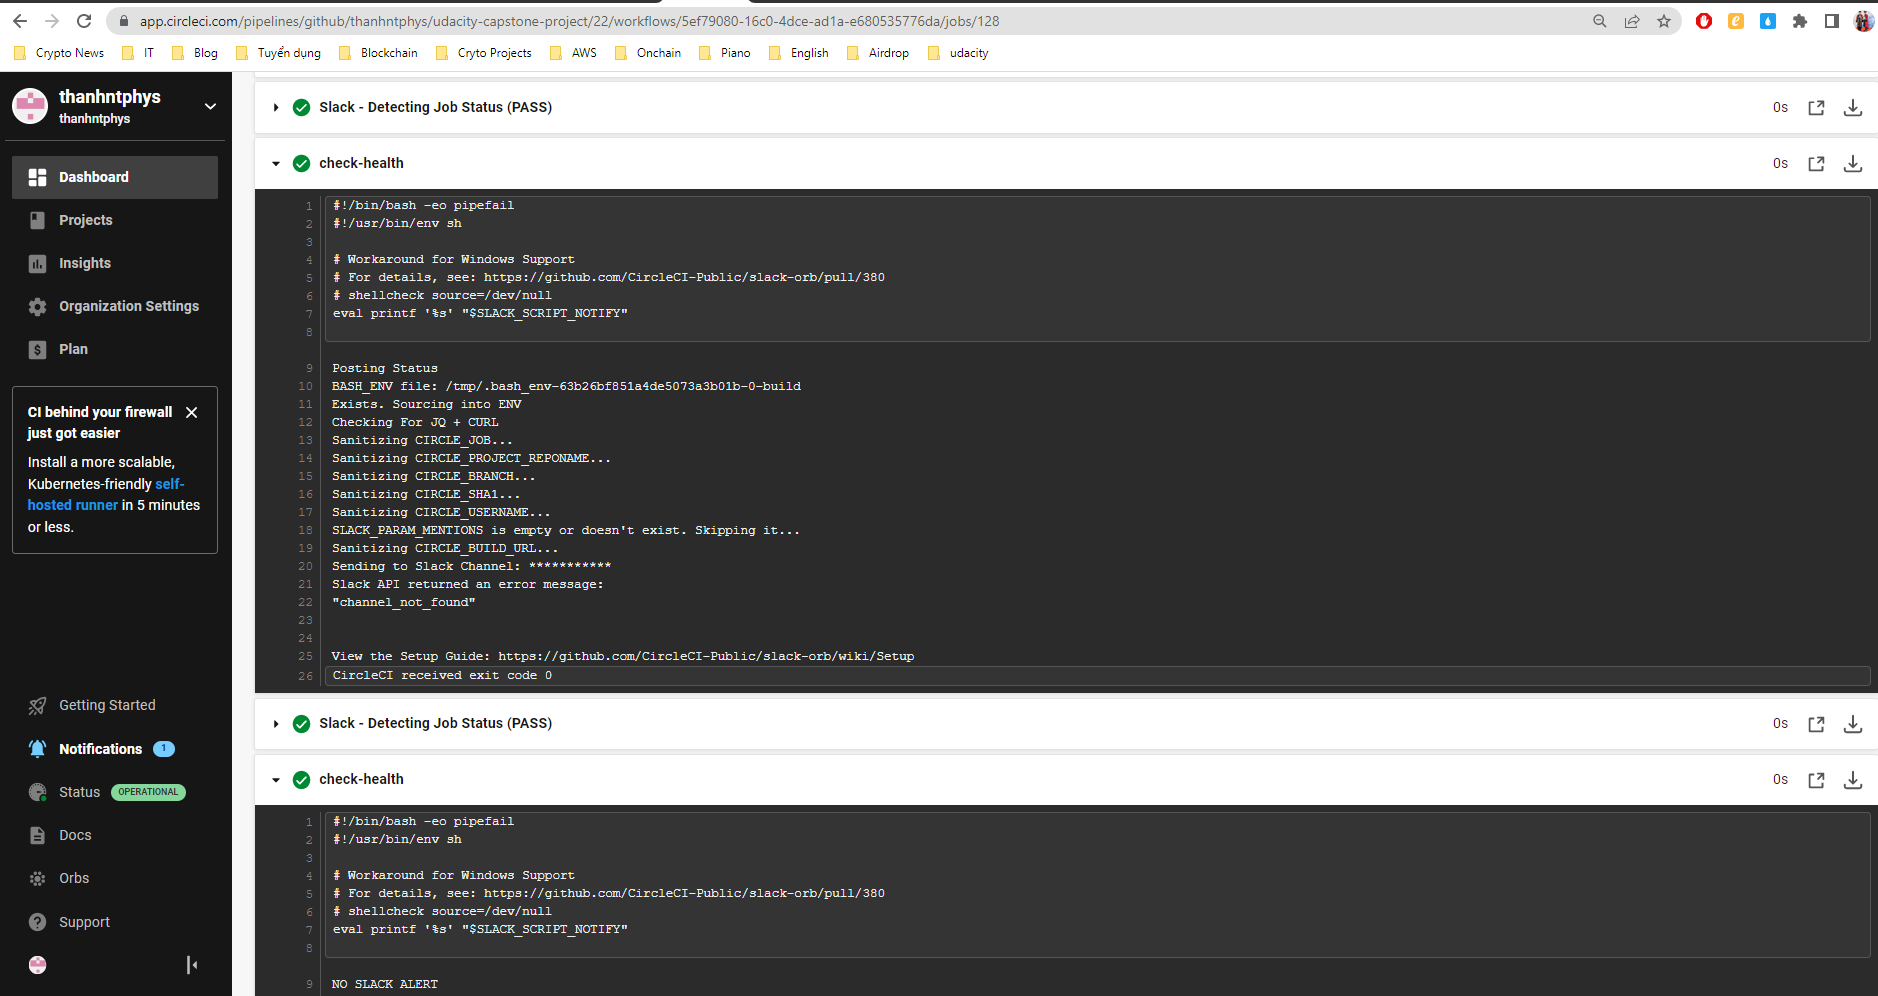 app.circleci.com/pipelines/github/thanhntphys/udacity-capstone-project/22/workflows/5ef79080-16c0-4dce-ad1a-e680535776da/jobs/128
Crypto News
IT
Blog
Tuyển dụng
Blockchain
Cryto Projects
AWS
Onchain
Piano
English
Airdrop
udacity
thanhntphys
thanhntphys
Dashboard
Projects
Insights
Organization Settings
Plan
CI behind your firewall
just got easier
Install a more scalable,
Kubernetes-friendly self-
hosted runner in 5 minutes
or less.
Getting Started
Notifications 1
Status OPERATIONAL
Docs
Orbs
Support
Slack - Detecting Job Status (PASS) 0s
check-health 0s
1 #!/bin/bash -eo pipefail
2 #!/usr/bin/env sh
3
4 # Workaround for Windows Support
5 # For details, see: https://github.com/CircleCI-Public/slack-orb/pull/380
6 # shellcheck source=/dev/null
7 eval printf '%s' "$SLACK_SCRIPT_NOTIFY"
8
9 Posting Status
10 BASH_ENV file: /tmp/.bash_env-63b26bf851a4de5073a3b01b-0-build
11 Exists. Sourcing into ENV
12 Checking For JQ + CURL
13 Sanitizing CIRCLE_JOB...
14 Sanitizing CIRCLE_PROJECT_REPONAME...
15 Sanitizing CIRCLE_BRANCH...
16 Sanitizing CIRCLE_SHA1...
17 Sanitizing CIRCLE_USERNAME...
18 SLACK_PARAM_MENTIONS is empty or doesn't exist. Skipping it...
19 Sanitizing CIRCLE_BUILD_URL...
20 Sending to Slack Channel: ***********
21 Slack API returned an error message:
22 "channel_not_found"
23
24
25 View the Setup Guide: https://github.com/CircleCI-Public/slack-orb/wiki/Setup
26 CircleCI received exit code 0
Slack - Detecting Job Status (PASS) 0s
check-health 0s
1 #!/bin/bash -eo pipefail
2 #!/usr/bin/env sh
3
4 # Workaround for Windows Support
5 # For details, see: https://github.com/CircleCI-Public/slack-orb/pull/380
6 # shellcheck source=/dev/null
7 eval printf '%s' "$SLACK_SCRIPT_NOTIFY"
8
9 NO SLACK ALERT